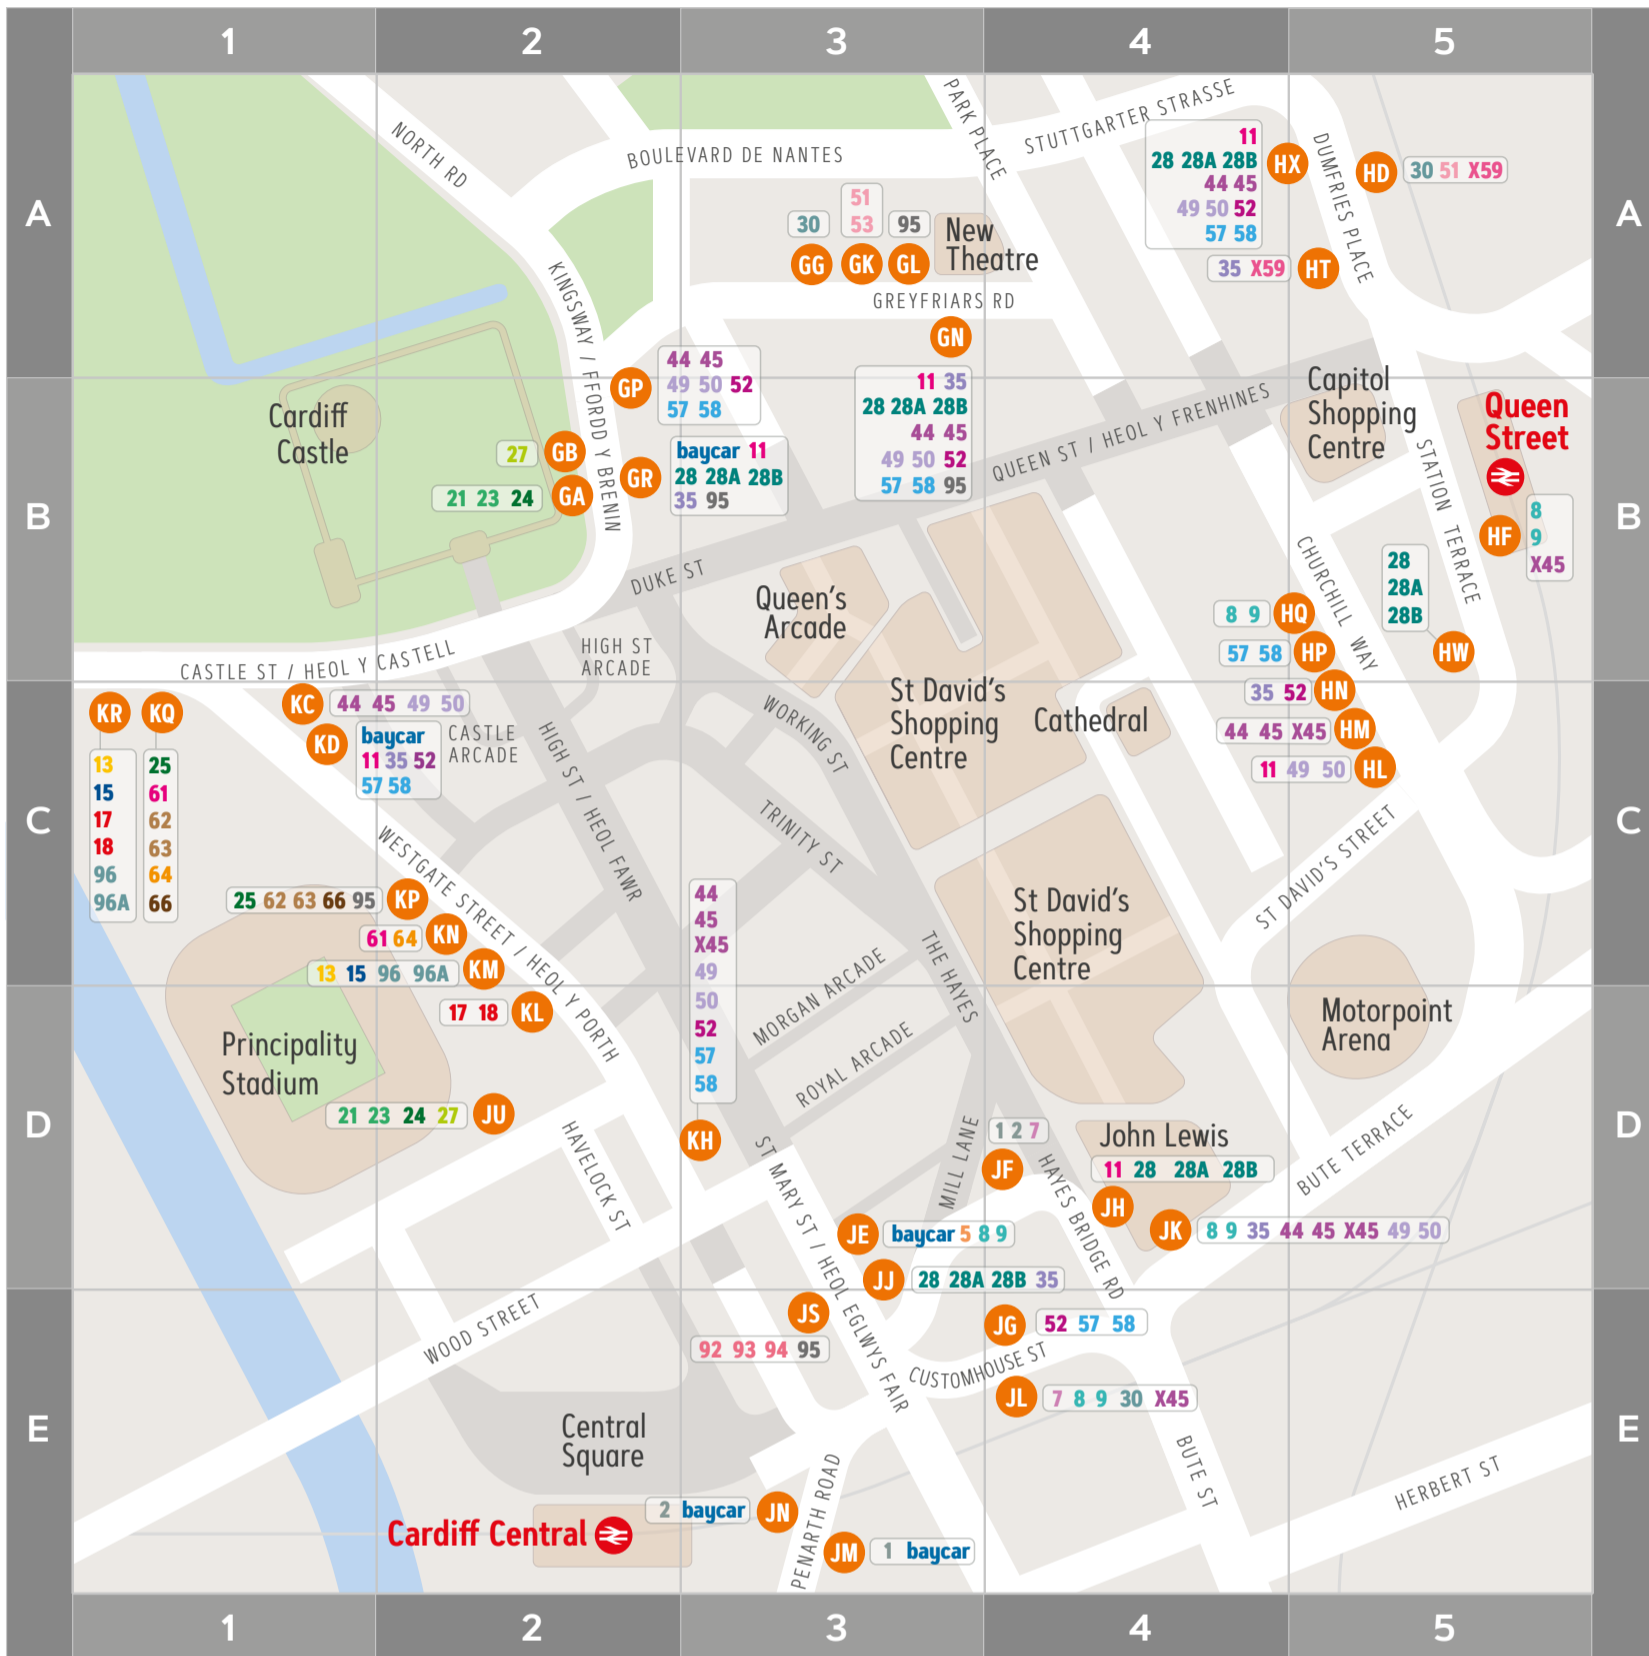 1 2 3 4 5
A
B
C
D
E
A
B
C
D
E
NORTH RD
BOULEVARD DE NANTES
PARK PLACE
STUTTGARTER STRASSE
DUMFRIES PLACE
11
28 28A 28B
44 45
49 50 52
57 58
HX
HD
30 51 X59
35 X59
HT
30
51
53
95
GG
GK
GL
New
Theatre
GREYFRIARS RD
GN
11 35
28 28A 28B
44 45
49 50 52
57 58 95
KINGSWAY / FFORDD Y BRENIN
GP
44 45
49 50 52
57 58
Cardiff
Castle
27
GB
21 23 24
GA
GR
baycar 11
28 28A 28B
35 95
QUEEN ST / HEOL Y FRENHINES
Capitol
Shopping
Centre
Queen
Street
STATION TERRACE
HF
8
9
X45
28
28A
28B
HW
CHURCHILL WAY
8 9
HQ
57 58
HP
35 52
HN
44 45 X45
HM
11 49 50
HL
DUKE ST
Queen's
Arcade
HIGH ST
ARCADE
CASTLE ST / HEOL Y CASTELL
KR
KQ
13
15
17
18
96
96A
25
61
62
63
64
66
KC
44 45 49 50
KD
baycar
11 35 52
57 58
CASTLE
ARCADE
HIGH ST / HEOL FAWR
WORKING ST
St David's
Shopping
Centre
Cathedral
TRINITY ST
WESTGATE STREET / HEOL Y PORTH
25 62 63 66 95
KP
61 64
KN
13 15 96 96A
KM
17 18
KL
44
45
X45
49
50
52
57
58
KH
THE HAYES
St David's
Shopping
Centre
ST DAVID'S STREET
MORGAN ARCADE
ROYAL ARCADE
Motorpoint
Arena
Principality
Stadium
21 23 24 27
JU
HAVELOCK ST
ST MARY ST / HEOL EGLWYS FAIR
MILL LANE
1 2 7
JF
HAYES BRIDGE RD
John Lewis
11 28 28A 28B
JH
JK
8 9 35 44 45 X45 49 50
BUTE TERRACE
JE
baycar 5 8 9
JJ
28 28A 28B 35
JS
92 93 94 95
JG
52 57 58
CUSTOMHOUSE ST
JL
7 8 9 30 X45
WOOD STREET
Central
Square
BUTE ST
HERBERT ST
PENARTH ROAD
2 baycar
JN
Cardiff Central
JM
1 baycar
1 2 3 4 5